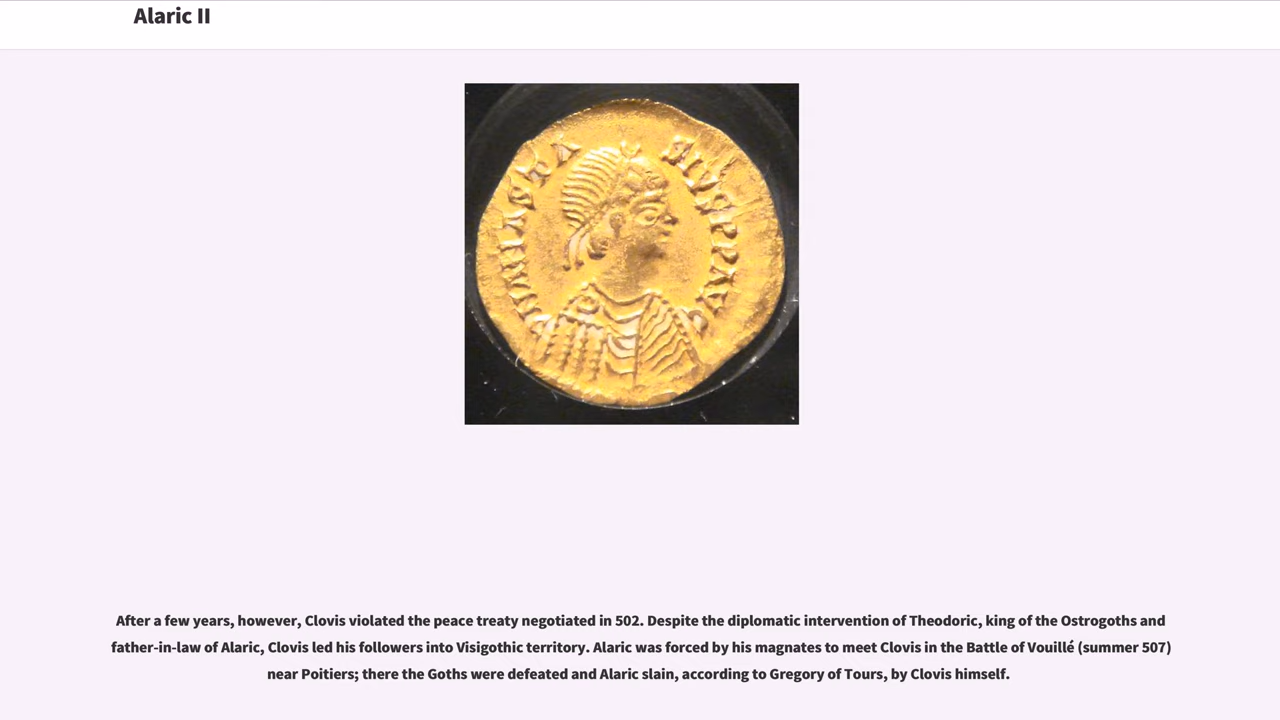 Alaric II
After a few years, however, Clovis violated the peace treaty negotiated in 502. Despite the diplomatic intervention of Theodoric, king of the Ostrogoths and
father-in-law of Alaric, Clovis led his followers into Visigothic territory. Alaric was forced by his magnates to meet Clovis in the Battle of Vouillé (summer 507)
near Poitiers; there the Goths were defeated and Alaric slain, according to Gregory of Tours, by Clovis himself.